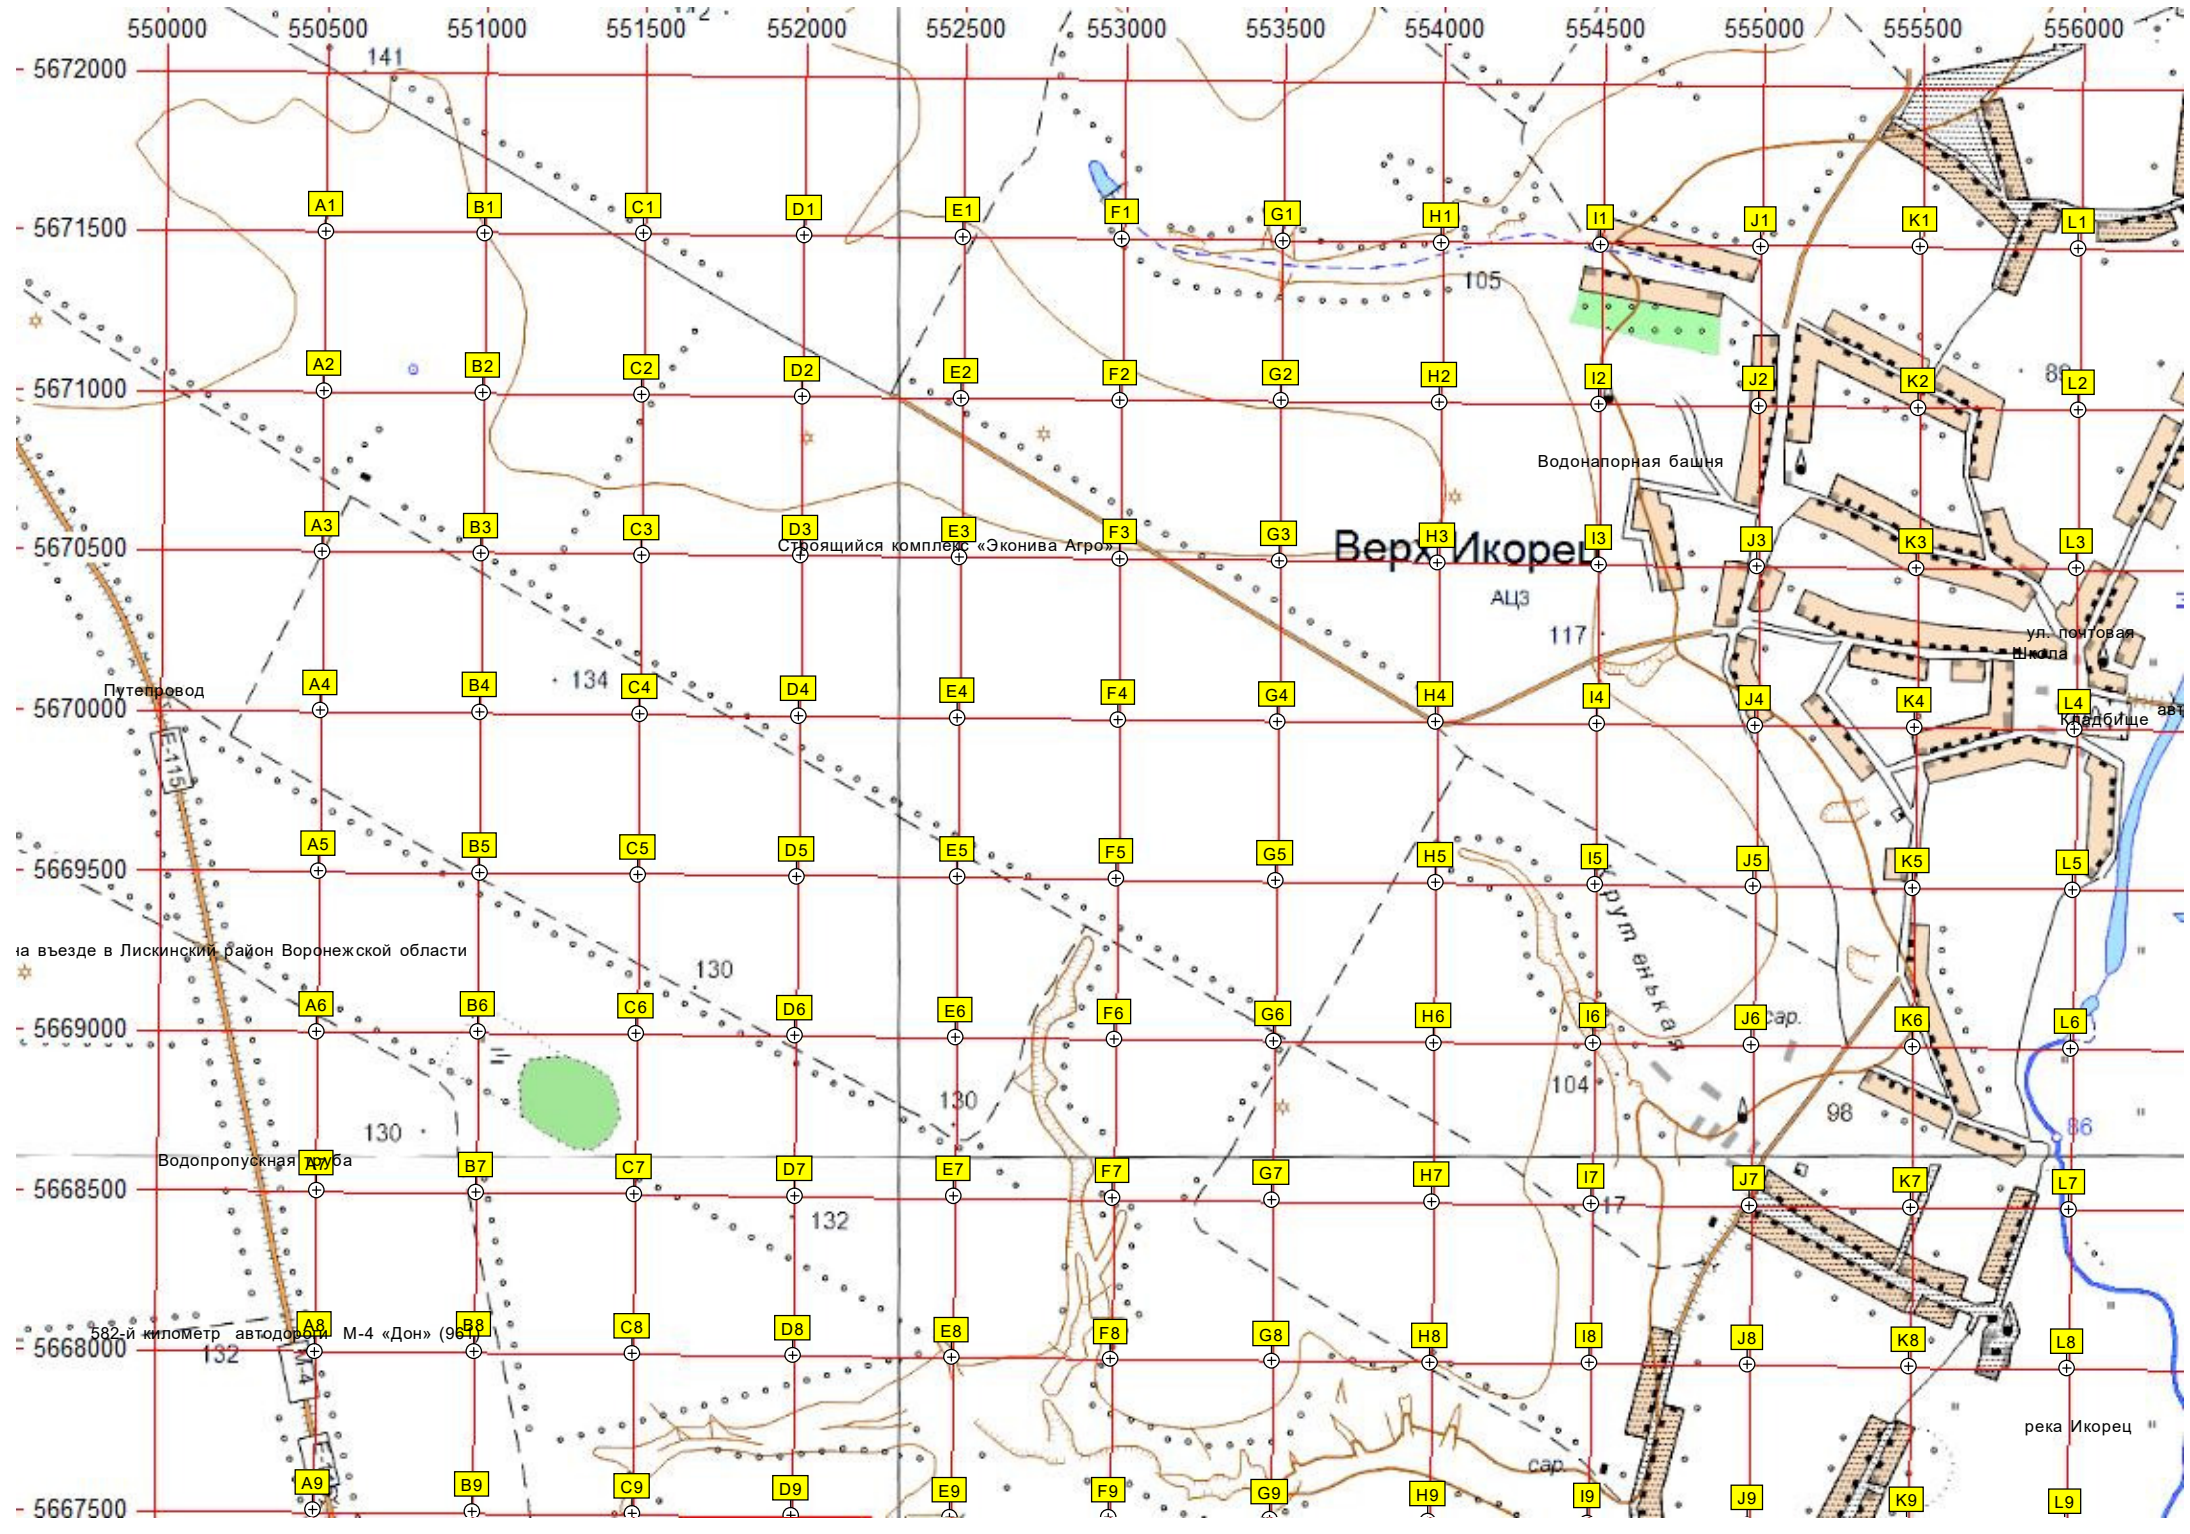 550000 550500 551000 551500 552000 552500 553000 553500 554000 554500 555000 555500 556000
141
5672000
A1 B1 C1 D1 E1 F1 G1 H1 I1 J1 K1 L1
5671500
105
A2 B2 C2 D2 E2 F2 G2 H2 I2 J2 K2 L2
5671000
Водонапорная башня
A3 B3 C3 D3 E3 F3 G3 H3 I3 J3 K3 L3
5670500
Строящийся комплекс «Эконива Агро»
Верх Икорец
АЦЗ
117
ул. почтовая
Школа
134
A4 B4 C4 D4 E4 F4 G4 H4 I4 J4 K4 L4
Путепровод
5670000
Кладбище авт
E-115
A5 B5 C5 D5 E5 F5 G5 H5 I5 J5 K5 L5
5669500
на въезде в Лискинский район Воронежской области
130
A6 B6 C6 D6 E6 F6 G6 H6 I6 J6 K6 L6
сар.
5669000
104
130
98
130
86
Водопропускная труба
A7 B7 C7 D7 E7 F7 G7 H7 I7 J7 K7 L7
5668500
17
132
A8 B8 C8 D8 E8 F8 G8 H8 I8 J8 K8 L8
582-й километр автодороги М-4 «Дон» (961)
5668000
132
М-4
река Икорец
сар.
A9 B9 C9 D9 E9 F9 G9 H9 I9 J9 K9 L9
5667500